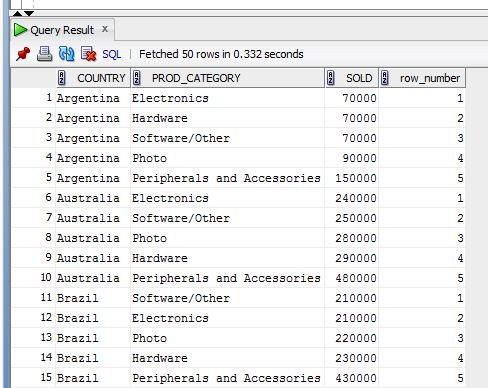 Query Result x
SQL | Fetched 50 rows in 0.332 seconds
COUNTRY PROD_CATEGORY SOLD row_number
1 Argentina Electronics 70000 1
2 Argentina Hardware 70000 2
3 Argentina Software/Other 70000 3
4 Argentina Photo 90000 4
5 Argentina Peripherals and Accessories 150000 5
6 Australia Electronics 240000 1
7 Australia Software/Other 250000 2
8 Australia Photo 280000 3
9 Australia Hardware 290000 4
10 Australia Peripherals and Accessories 480000 5
11 Brazil Software/Other 210000 1
12 Brazil Electronics 210000 2
13 Brazil Photo 220000 3
14 Brazil Hardware 230000 4
15 Brazil Peripherals and Accessories 430000 5